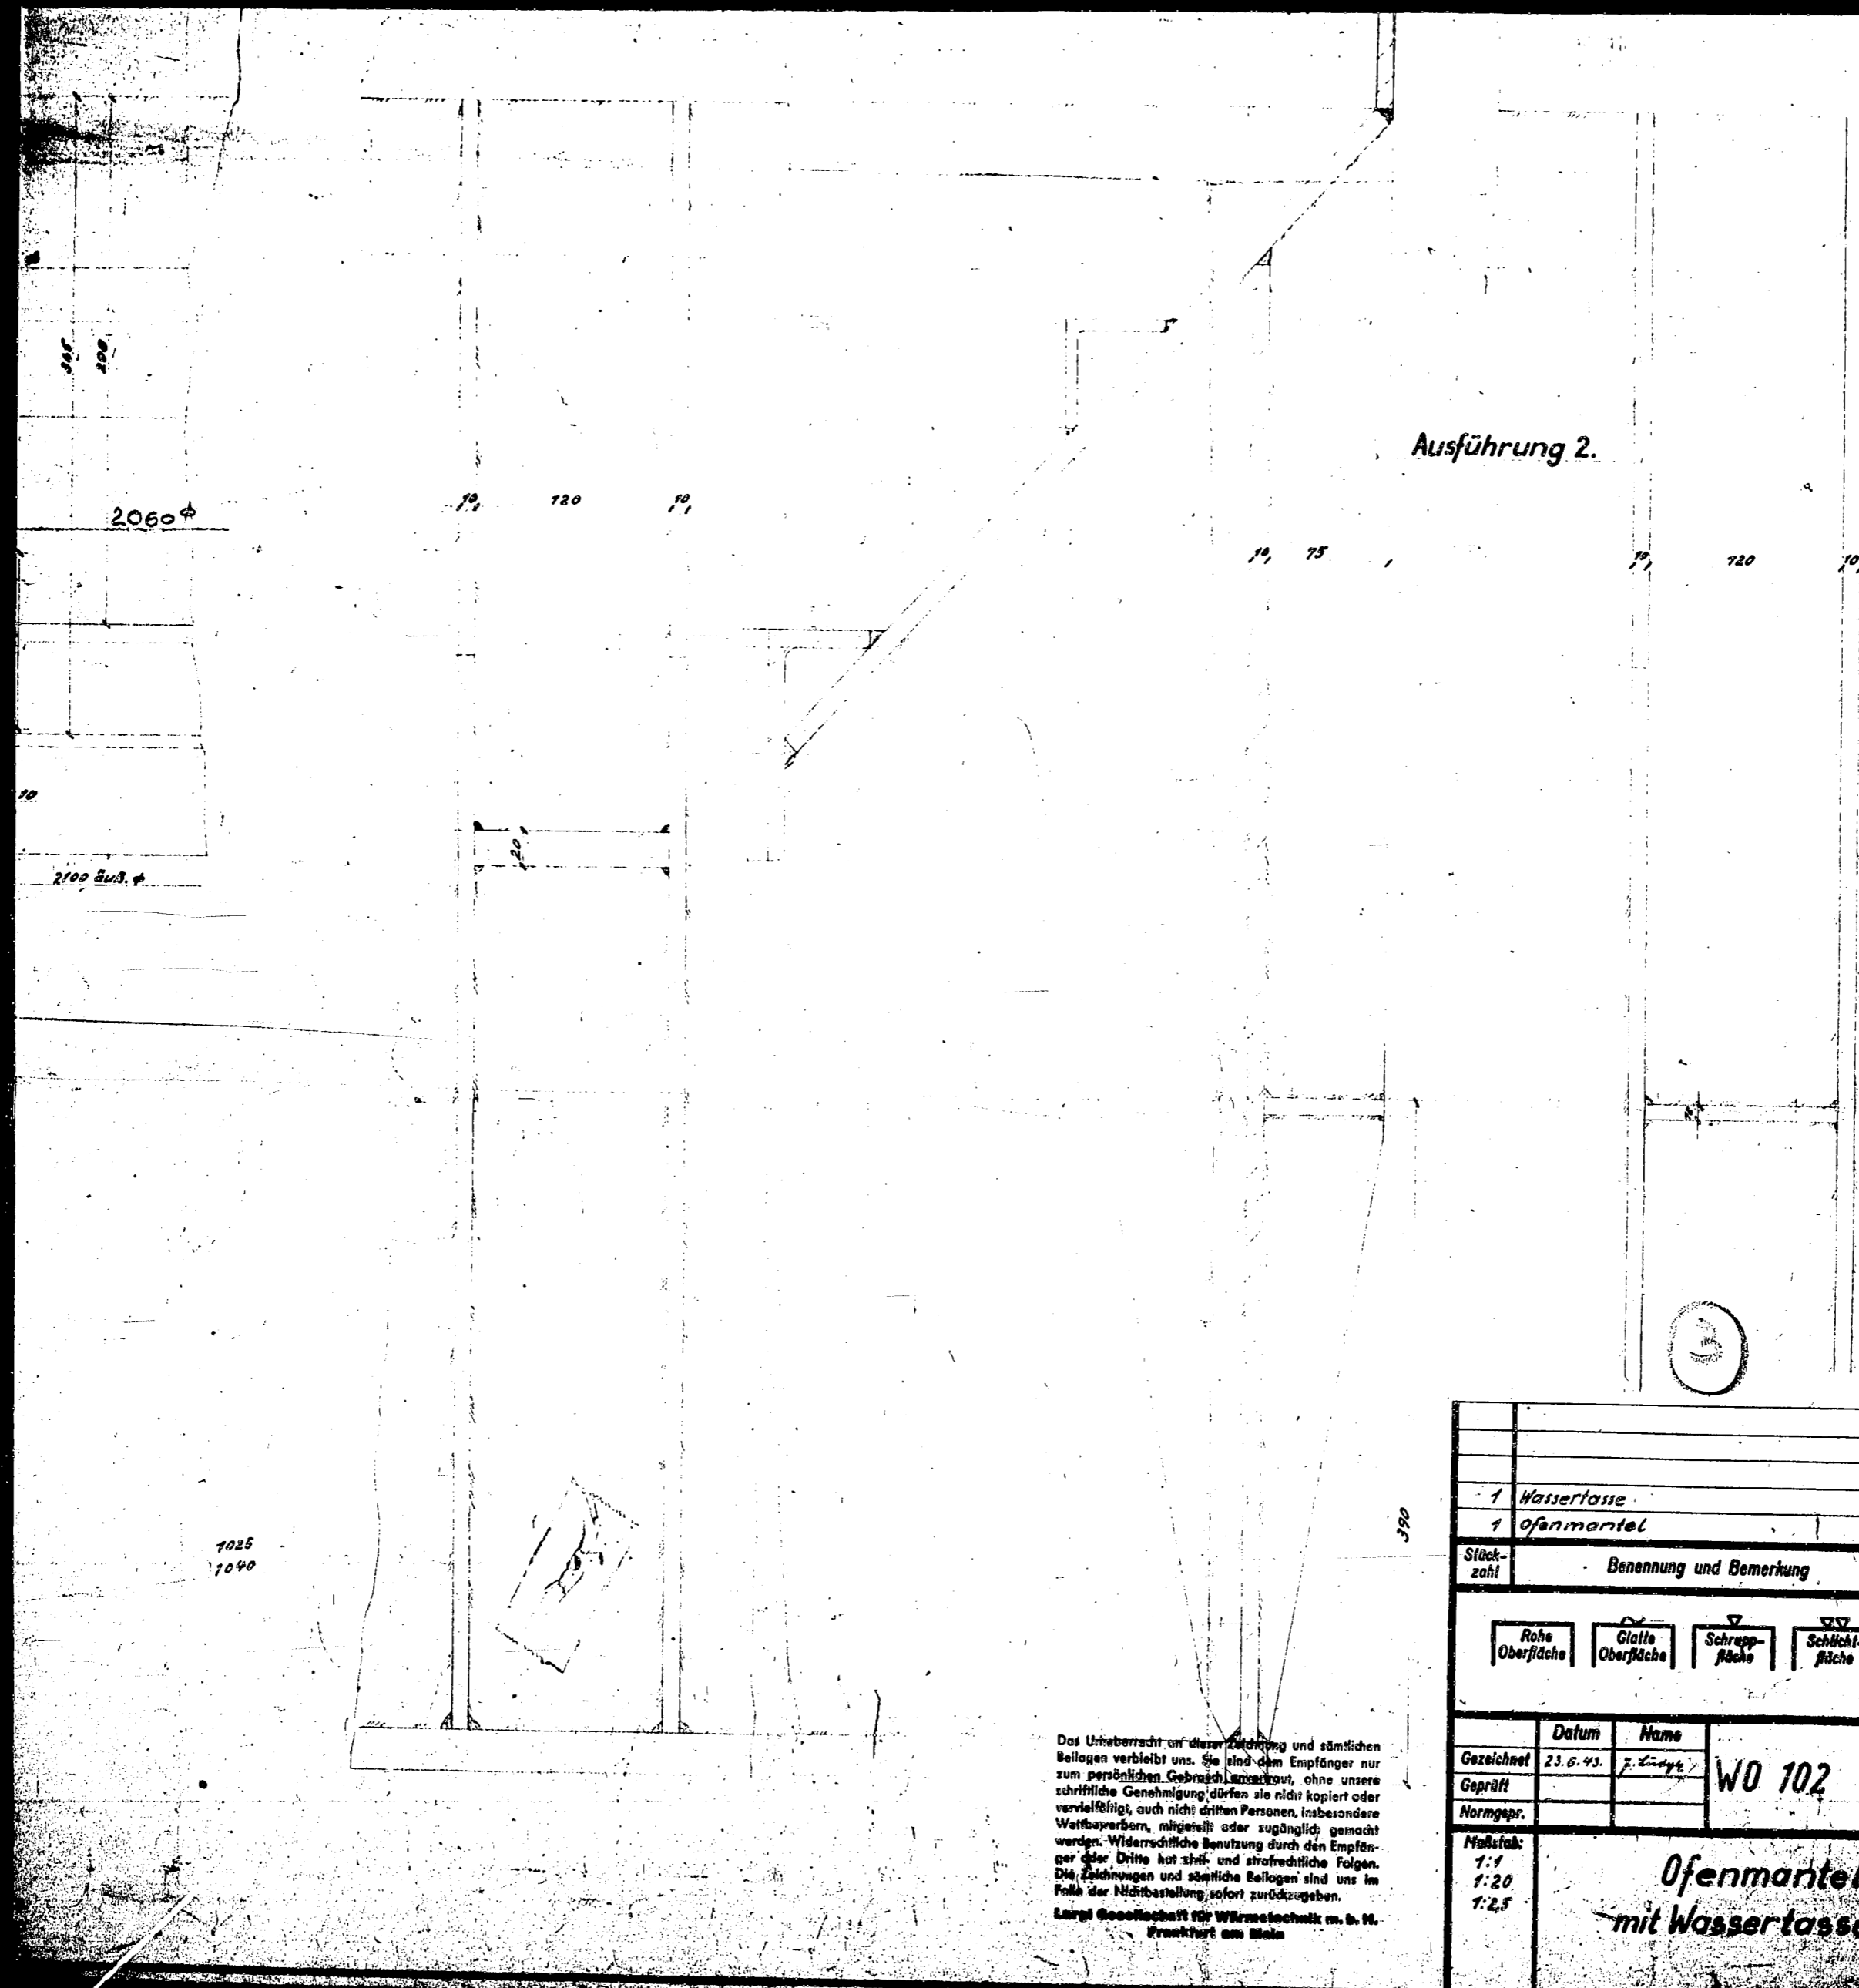 365
200
2060 ⌀
10
2100 äuß. ⌀
10 120 10
20
1025
1040
Ausführung 2.
10 75
10 120 10
390
1 Wassertasse
1 Ofenmantel
Stück-
zahl
Benennung und Bemerkung
Rohe
Oberfläche
Glatte
Oberfläche
Schrupp-
fläche
Schlicht-
fläche
Datum Name
Gezeichnet 23.6.43.
Geprüft
Normgepr.
WO 102
Maßstab:
1:1
1:20
1:2,5
Ofenmantel
mit Wassertasse
Das Urheberrecht an dieser Zeichnung und sämtlichen
Beilagen verbleibt uns. Sie sind dem Empfänger nur
zum persönlichen Gebrauch anvertraut, ohne unsere
schriftliche Genehmigung dürfen sie nicht kopiert oder
vervielfältigt, auch nicht dritten Personen, insbesondere
Wettbewerbern, mitgeteilt oder zugänglich gemacht
werden. Widerrechtliche Benutzung durch den Empfän-
ger oder Dritte hat zivil- und strafrechtliche Folgen.
Die Zeichnungen und sämtliche Beilagen sind uns im
Falle der Nichtbestellung sofort zurückzugeben.
Lurgi Gesellschaft für Wärmetechnik m. b. H.
Frankfurt am Main